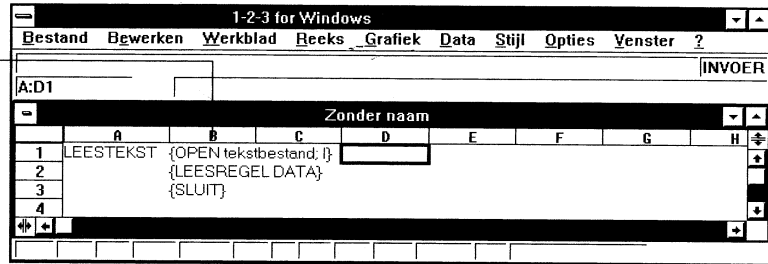 1-2-3 for Windows
Bestand Bewerken Werkblad Reeks Grafiek Data Stijl Opties Venster ?
INVOER
A:D1
Zonder naam
A B C D E F G H
1 LEESTEKST {OPEN tekstbestand; l}
2 {LEESREGEL DATA}
3 {SLUIT}
4